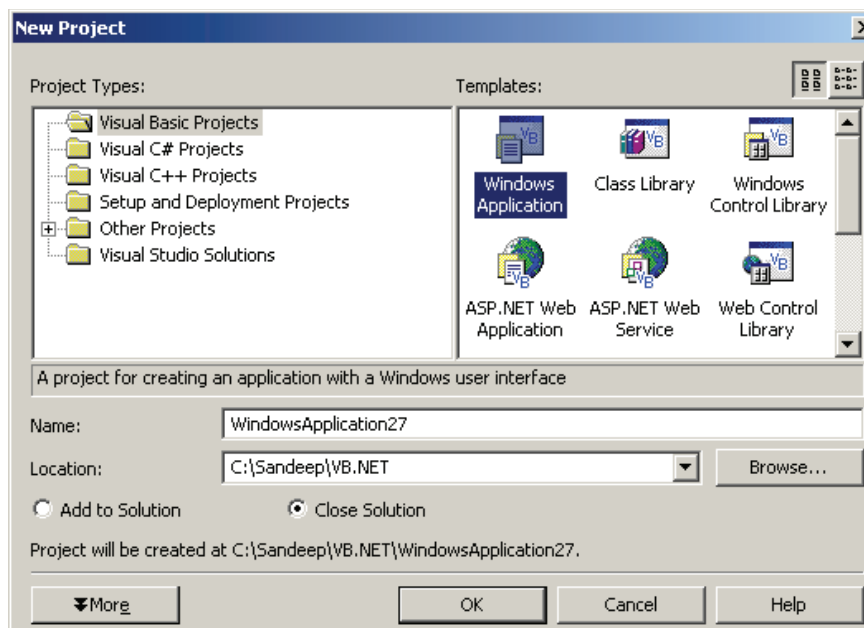 New Project
Project Types:
Templates:
Visual Basic Projects
Visual C# Projects
Visual C++ Projects
Setup and Deployment Projects
Other Projects
Visual Studio Solutions
Windows Application
Class Library
Windows Control Library
ASP.NET Web Application
ASP.NET Web Service
Web Control Library
A project for creating an application with a Windows user interface
Name:
WindowsApplication27
Location:
C:\Sandeep\VB.NET
Browse...
Add to Solution
Close Solution
Project will be created at C:\Sandeep\VB.NET\WindowsApplication27.
More
OK
Cancel
Help